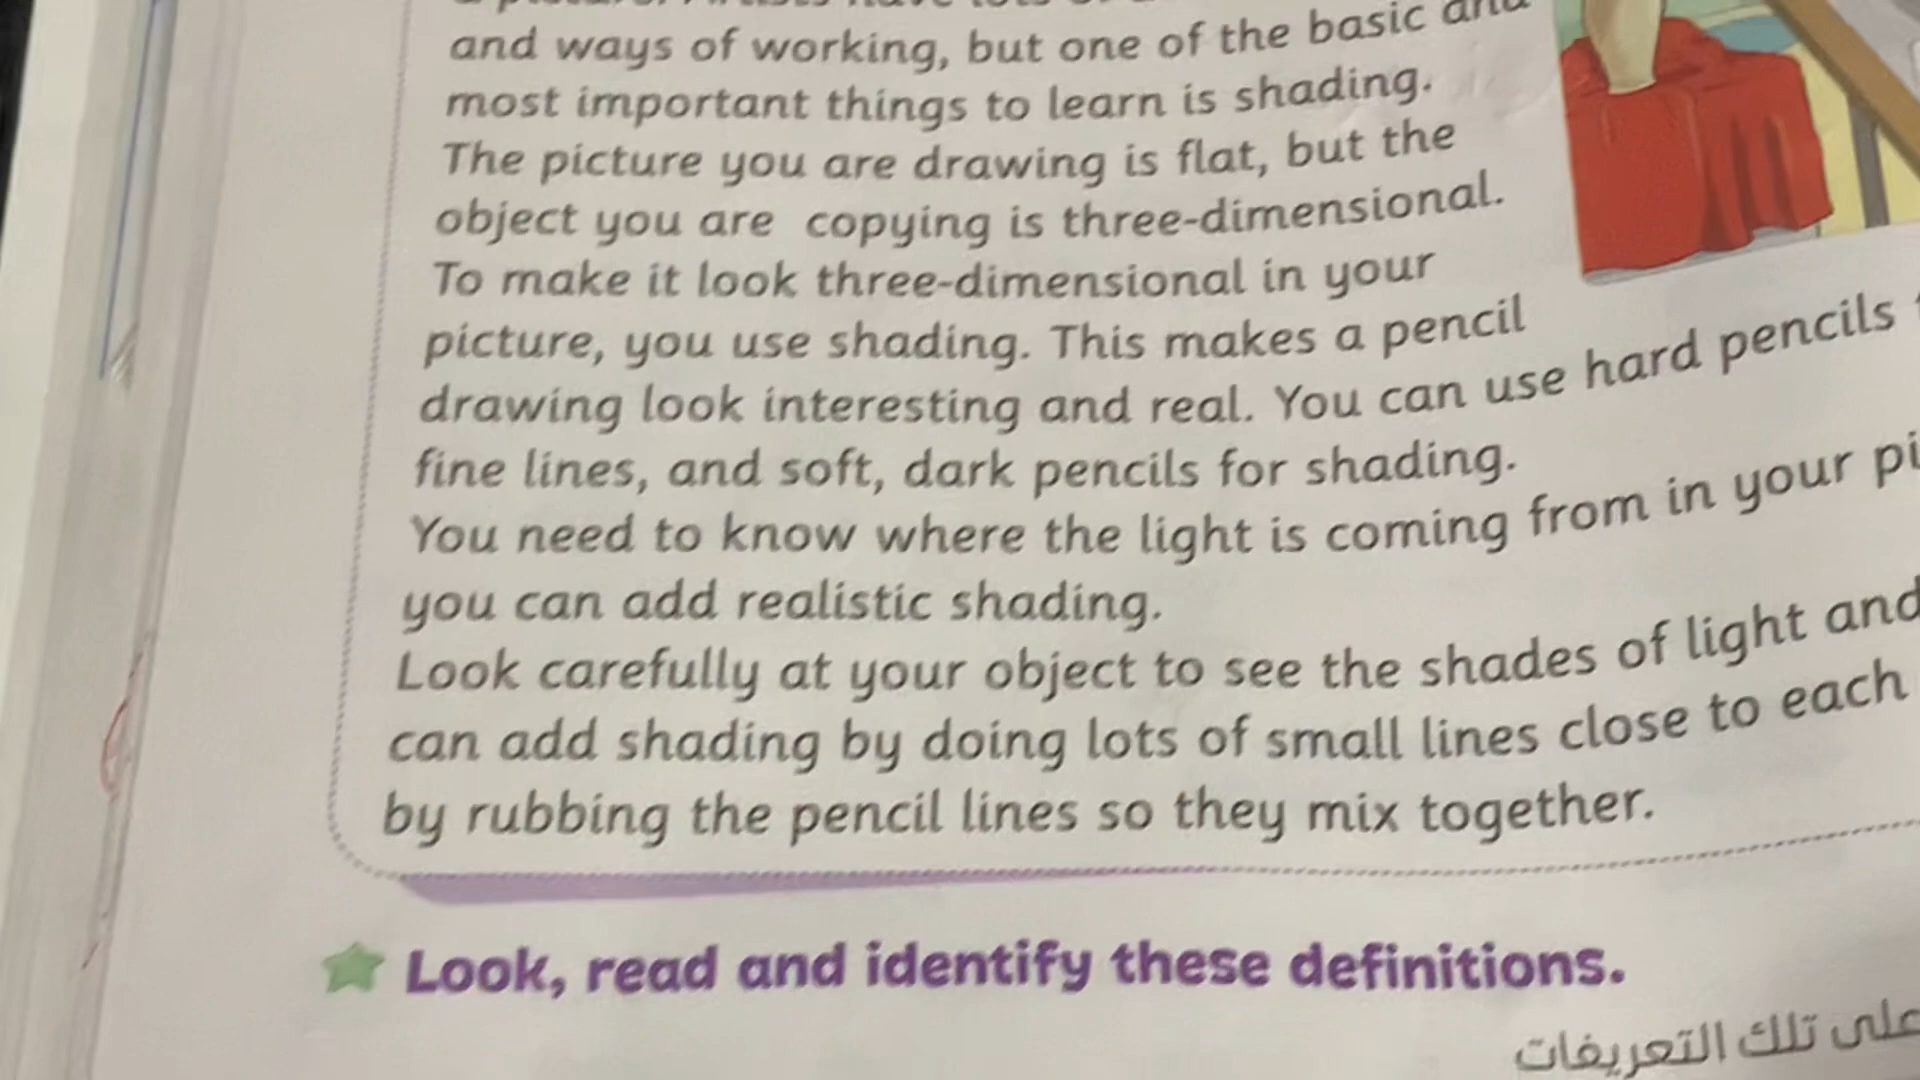 and ways of working, but one of the basic and
most important things to learn is shading.
The picture you are drawing is flat, but the
object you are copying is three-dimensional.
To make it look three-dimensional in your
picture, you use shading. This makes a pencil
drawing look interesting and real. You can use hard pencils
fine lines, and soft, dark pencils for shading.
You need to know where the light is coming from in your
you can add realistic shading.
Look carefully at your object to see the shades of light and
can add shading by doing lots of small lines close to each
by rubbing the pencil lines so they mix together.
Look, read and identify these definitions.
على تلك التعريفات